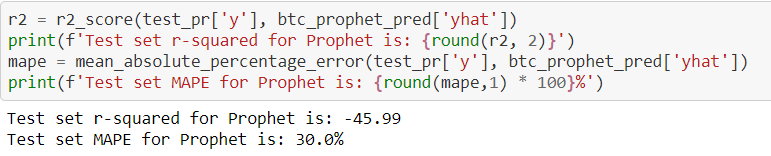 r2 = r2_score(test_pr['y'], btc_prophet_pred['yhat'])
print(f'Test set r-squared for Prophet is: {round(r2, 2)}')
mape = mean_absolute_percentage_error(test_pr['y'], btc_prophet_pred['yhat'])
print(f'Test set MAPE for Prophet is: {round(mape,1) * 100}%')
Test set r-squared for Prophet is: -45.99
Test set MAPE for Prophet is: 30.0%